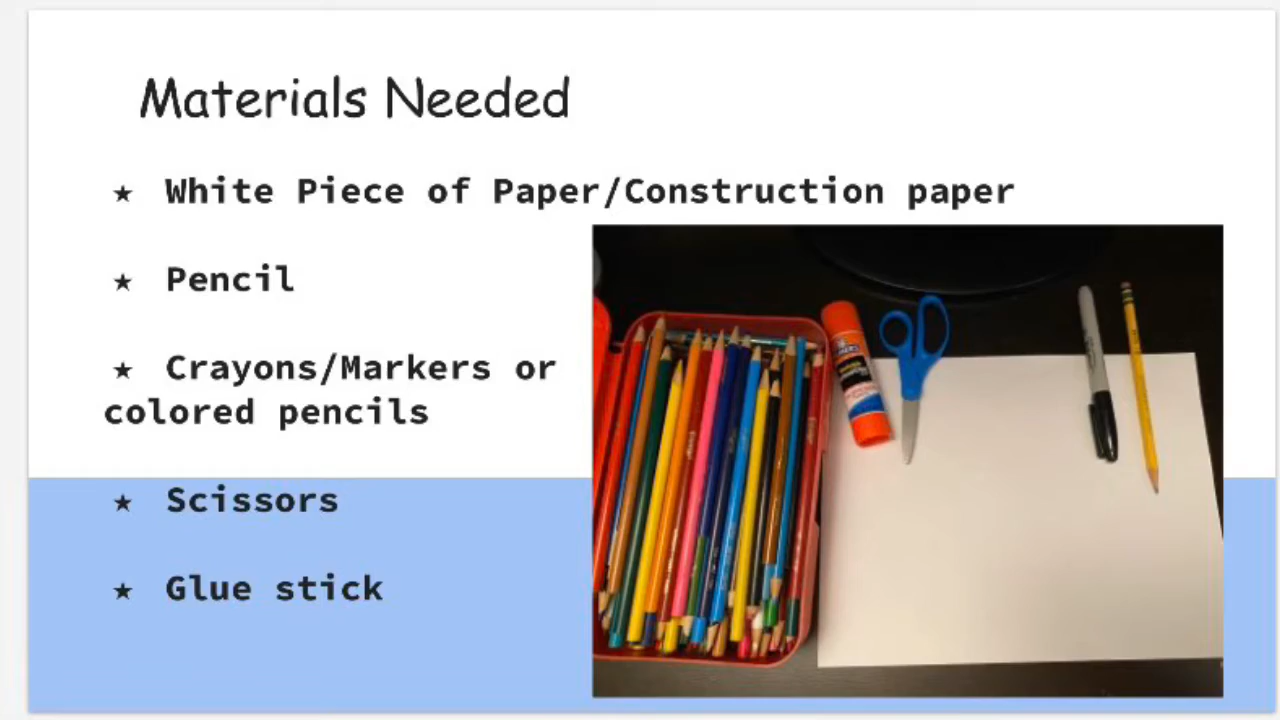 Materials Needed
★ White Piece of Paper/Construction paper
★ Pencil
★ Crayons/Markers or
colored pencils
★ Scissors
★ Glue stick